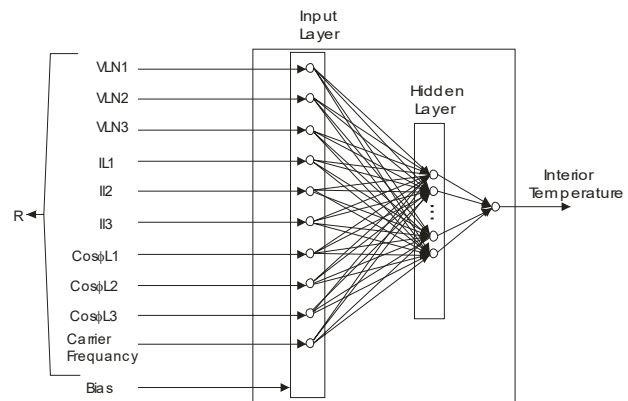 Input
Layer
VLN1
VLN2
VLN3
IL1
Il2
Il3
CosϕL1
CosϕL2
CosϕL3
Carrier
Frequancy
Bias
R
Hidden
Layer
Interior
Temperature